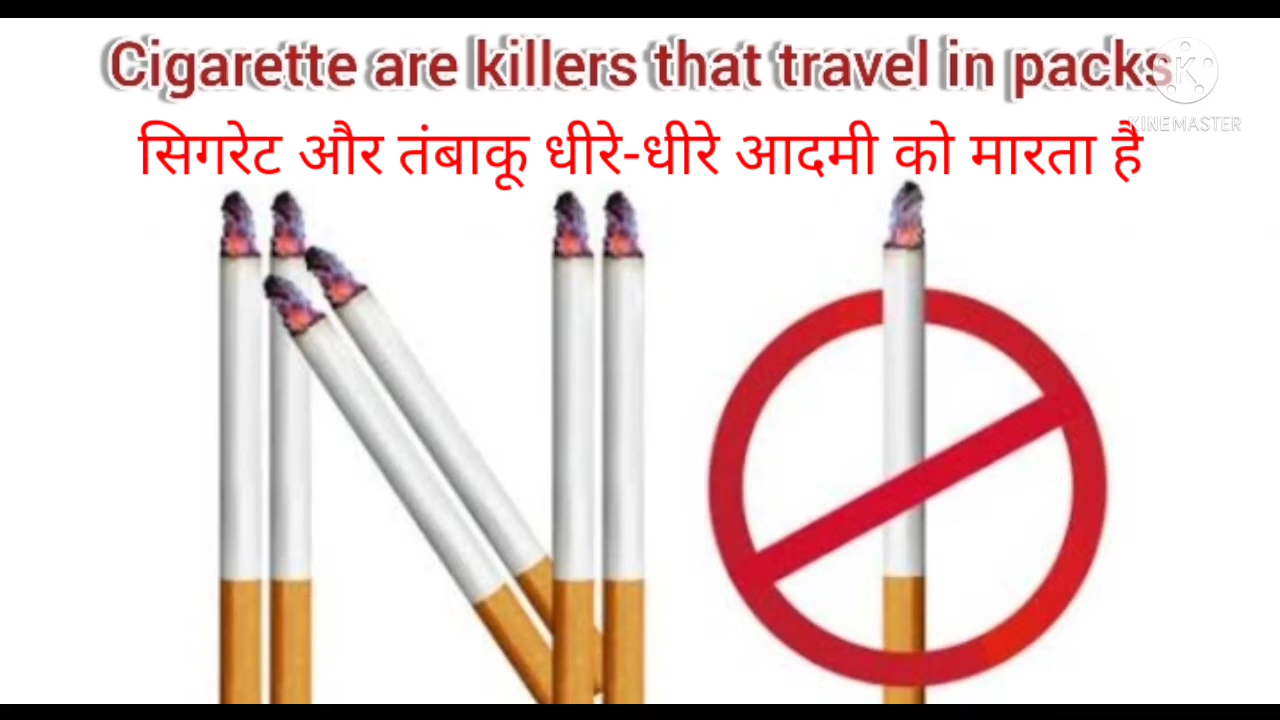 Cigarette are killers that travel in packs
सिगरेट और तंबाकू धीरे-धीरे आदमी को मारता है
K
KINEMASTER